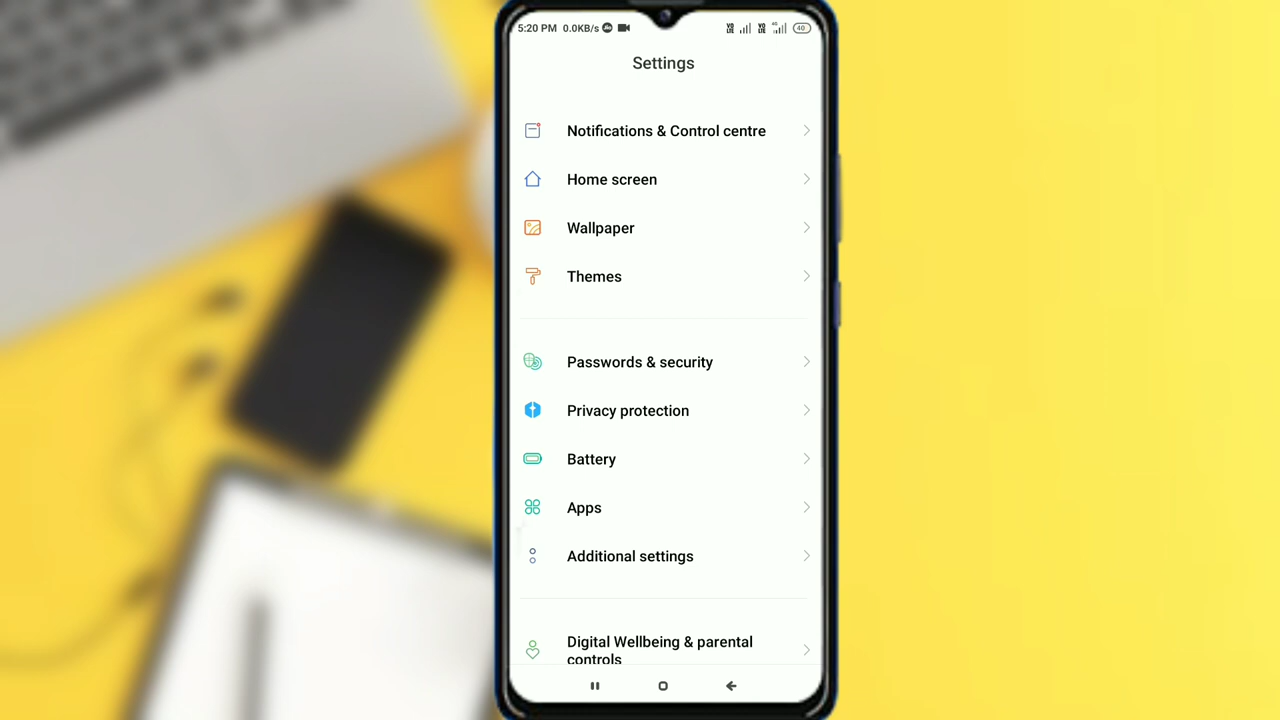 5:20 PM 0.0KB/s
40
Settings
Notifications & Control centre
Home screen
Wallpaper
Themes
Passwords & security
Privacy protection
Battery
Apps
Additional settings
Digital Wellbeing & parental
controls